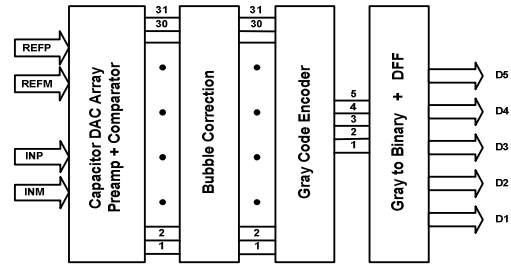 REFP
REFM
INP
INM
Capacitor DAC Array
Preamp + Comparator
31
30
2
1
Bubble Correction
31
30
2
1
Gray Code Encoder
5
4
3
2
1
Gray to Binary + DFF
D5
D4
D3
D2
D1